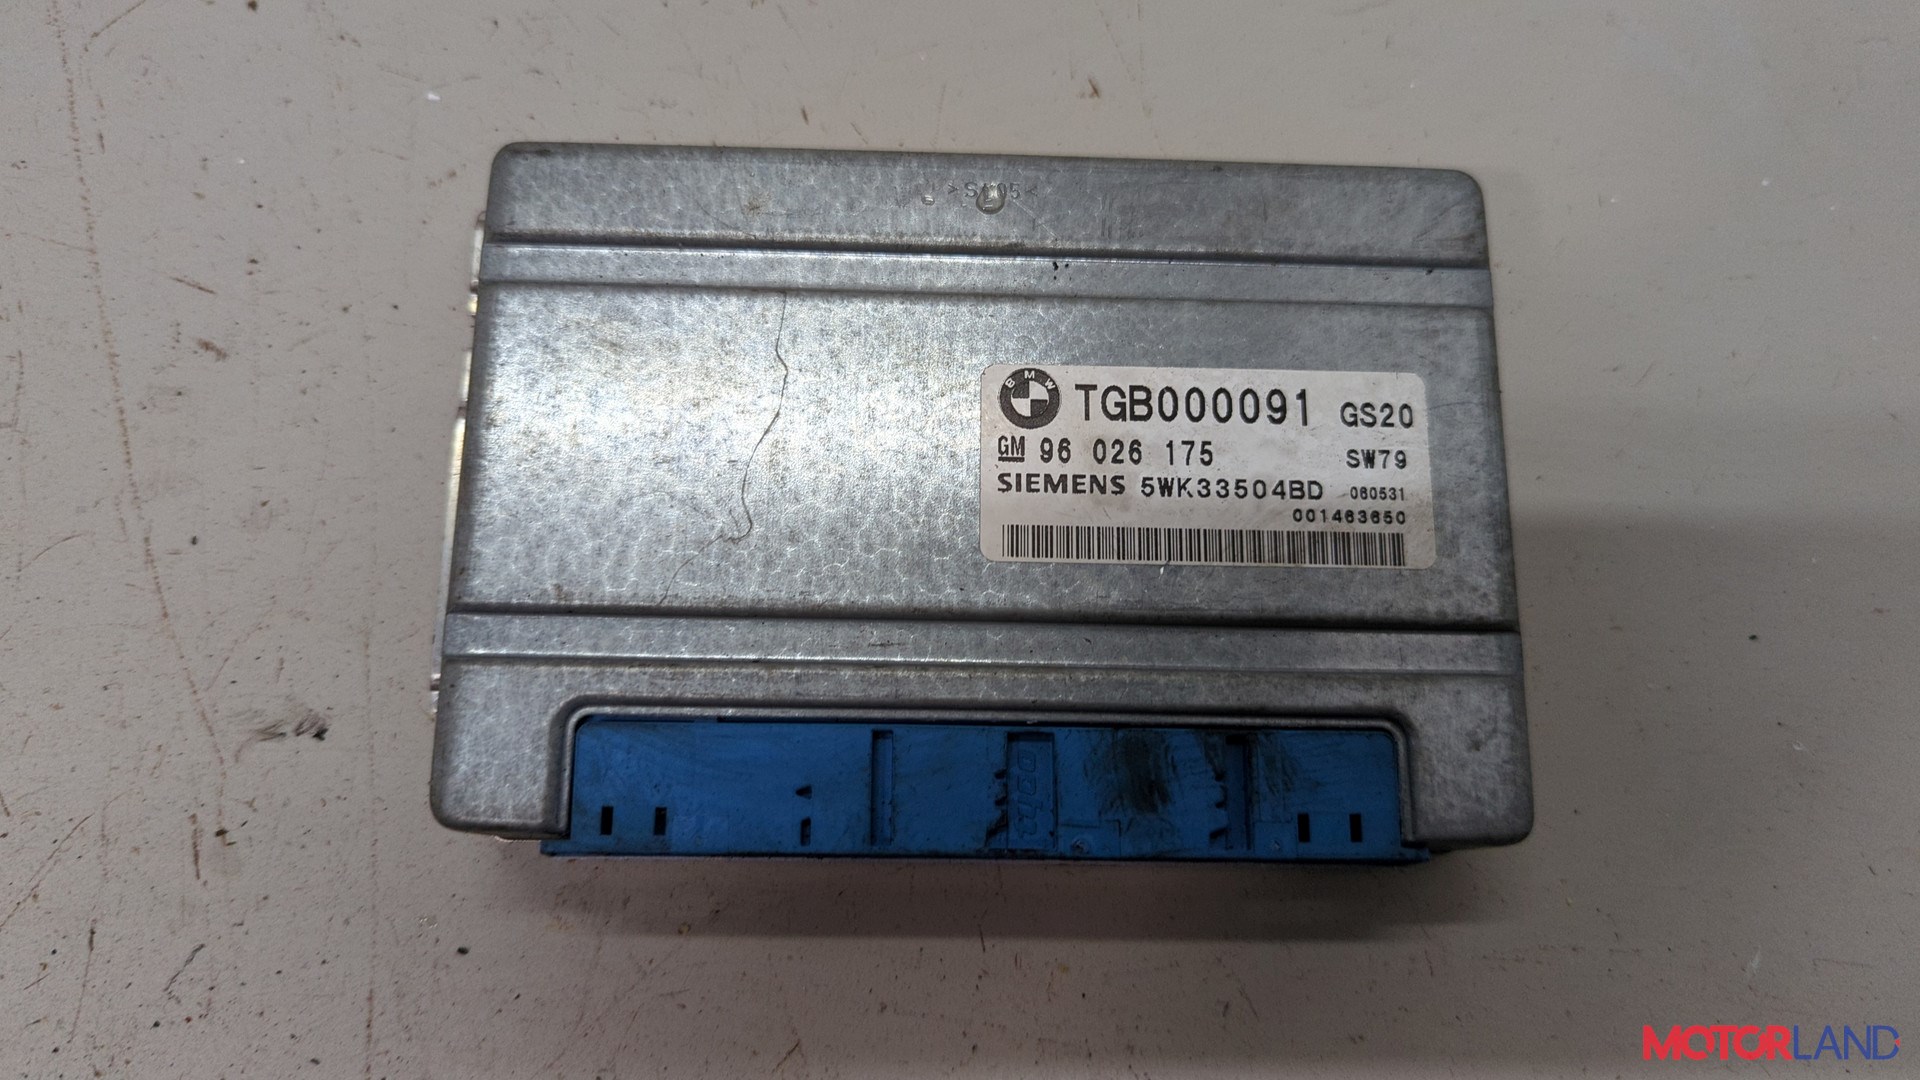 BMW TGB000091 GS20
GM 96 026 175 SW79
SIEMENS 5WK33504BD 060531
001463650
MOTORLAND